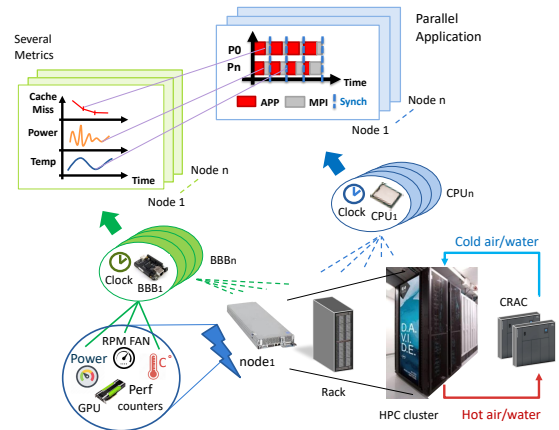 Several
Metrics
Cache
Miss
Power
Temp
Time
Node 1
Node n
Parallel
Application
P0
Pn
Time
APP
MPI
Synch
Node 1
Node n
Clock
BBB1
BBBn
Clock
CPU1
CPUn
RPM FAN
Power
C°
GPU
Perf
counters
node1
Rack
D.A.
V.I.
D.E.
HPC cluster
Cold air/water
CRAC
Hot air/water